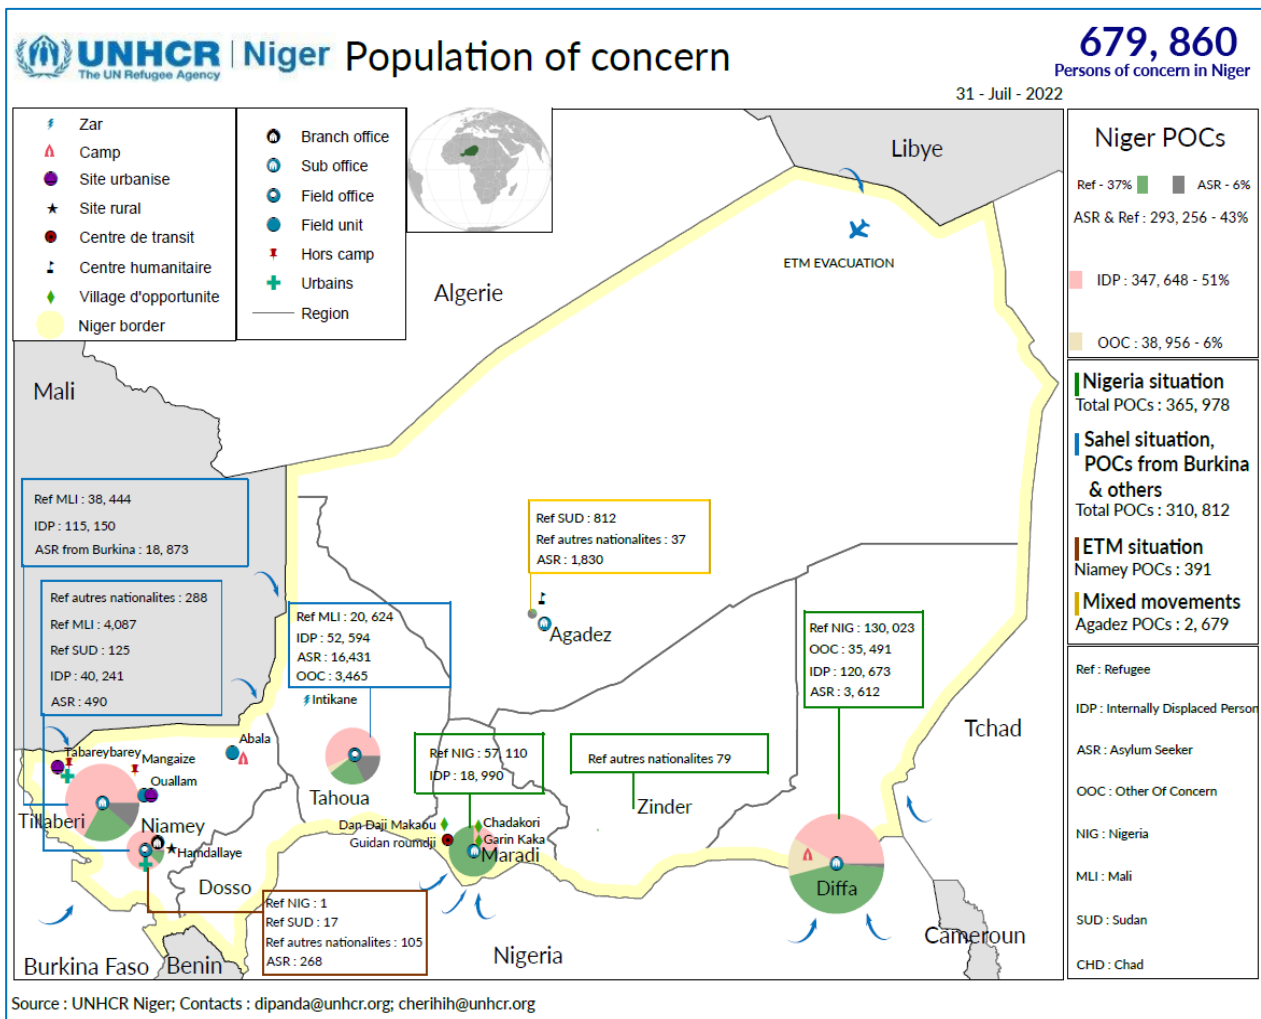 UNHCR
The UN Refugee Agency
Niger
Population of concern
679, 860
Persons of concern in Niger
31 - Juil - 2022
Zar
Camp
Site urbanise
Site rural
Centre de transit
Centre humanitaire
Village d'opportunite
Niger border
Branch office
Sub office
Field office
Field unit
Hors camp
Urbains
Region
Libye
ETM EVACUATION
Algerie
Mali
Niger POCs
Ref - 37%
ASR - 6%
ASR & Ref : 293, 256 - 43%
IDP : 347, 648 - 51%
OOC : 38, 956 - 6%
Nigeria situation
Total POCs : 365, 978
Sahel situation,
POCs from Burkina
& others
Total POCs : 310, 812
ETM situation
Niamey POCs : 391
Mixed movements
Agadez POCs : 2, 679
Ref : Refugee
IDP : Internally Displaced Person
ASR : Asylum Seeker
OOC : Other Of Concern
NIG : Nigeria
MLI : Mali
SUD : Sudan
CHD : Chad
Ref MLI : 38, 444
IDP : 115, 150
ASR from Burkina : 18, 873
Ref autres nationalites : 288
Ref MLI : 4,087
Ref SUD : 125
IDP : 40, 241
ASR : 490
Ref MLI : 20, 624
IDP : 52, 594
ASR : 16,431
OOC : 3,465
Intikane
Ref SUD : 812
Ref autres nationalites : 37
ASR : 1,830
Agadez
Ref NIG : 130, 023
OOC : 35, 491
IDP : 120, 673
ASR : 3, 612
Tchad
Ref NIG : 57, 110
IDP : 18, 990
Ref autres nationalites 79
Zinder
Abala
Tabareybarey
Mangaize
Ouallam
Tillaberi
Tahoua
Niamey
Hamdallaye
Dan Daji Makaou
Guidan roumdji
Chadakori
Garin Kaka
Maradi
Dosso
Diffa
Ref NIG : 1
Ref SUD : 17
Ref autres nationalites : 105
ASR : 268
Burkina Faso
Benin
Nigeria
Cameroun
Source : UNHCR Niger; Contacts : dipanda@unhcr.org; cherihih@unhcr.org